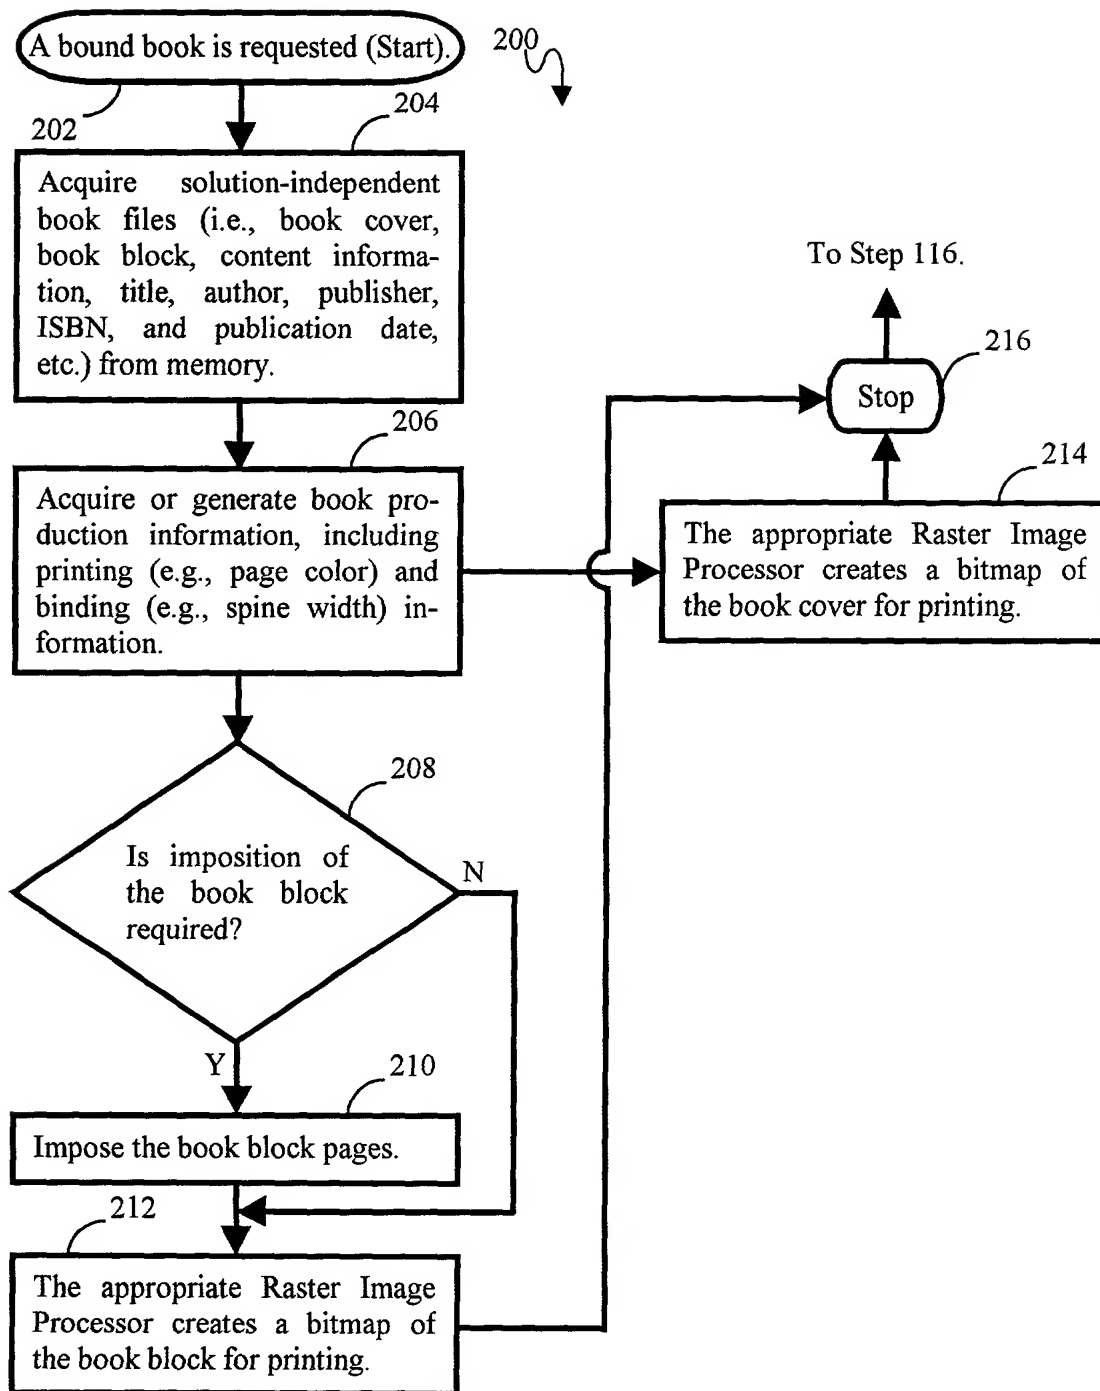 A bound book is requested (Start).
200
202
204
Acquire solution-independent
book files (i.e., book cover,
book block, content informa-
tion, title, author, publisher,
ISBN, and publication date,
etc.) from memory.
206
Acquire or generate book pro-
duction information, including
printing (e.g., page color) and
binding (e.g., spine width) in-
formation.
208
Is imposition of
the book block
required?
N
Y
210
Impose the book block pages.
212
The appropriate Raster Image
Processor creates a bitmap of
the book block for printing.
To Step 116.
216
Stop
214
The appropriate Raster Image
Processor creates a bitmap of
the book cover for printing.